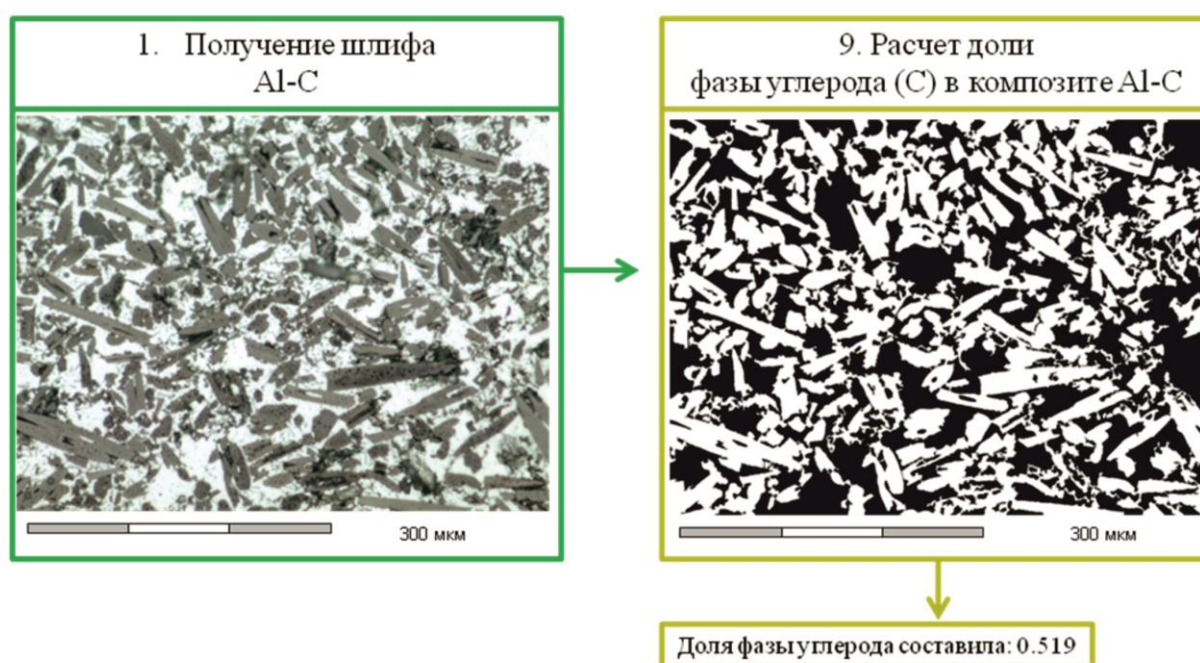 1. Получение шлифа
Al-C
9. Расчет доли
фазы углерода (С) в композите Al-C
300 мкм
300 мкм
Доля фазы углерода составила: 0.519